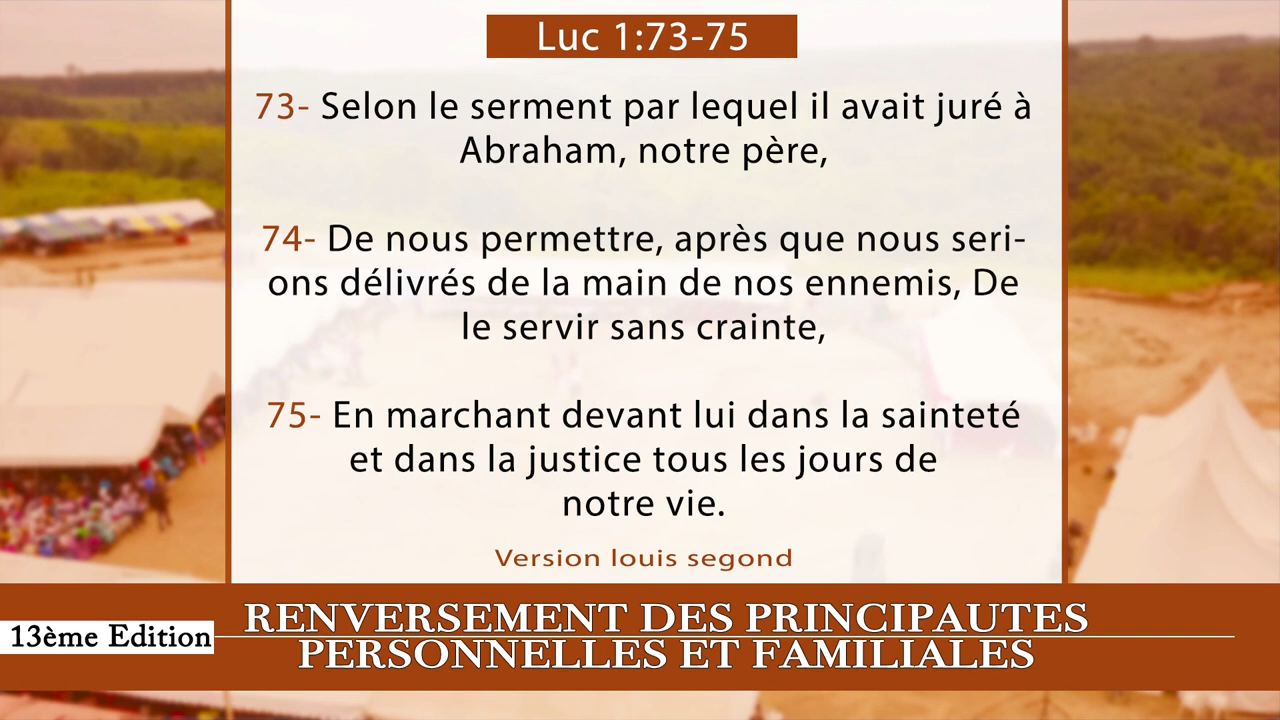 Luc 1:73-75
73- Selon le serment par lequel il avait juré à
Abraham, notre père,
74- De nous permettre, après que nous seri-
ons délivrés de la main de nos ennemis, De
le servir sans crainte,
75- En marchant devant lui dans la sainteté
et dans la justice tous les jours de
notre vie.
Version louis segond
13ème Edition
RENVERSEMENT DES PRINCIPAUTES
PERSONNELLES ET FAMILIALES